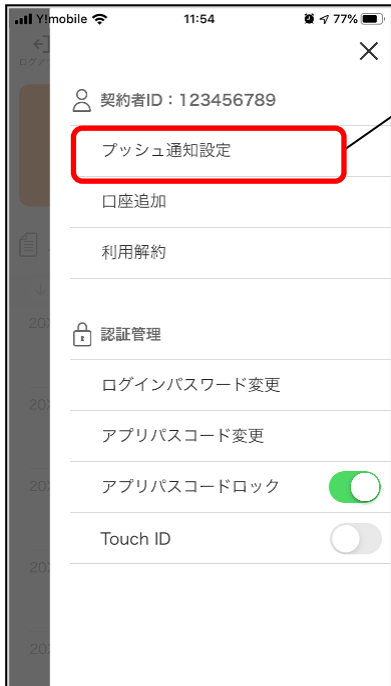 Y!mobile 11:54 77%
契約者ID：123456789
プッシュ通知設定
口座追加
利用解約
認証管理
ログインパスワード変更
アプリパスコード変更
アプリパスコードロック
Touch ID